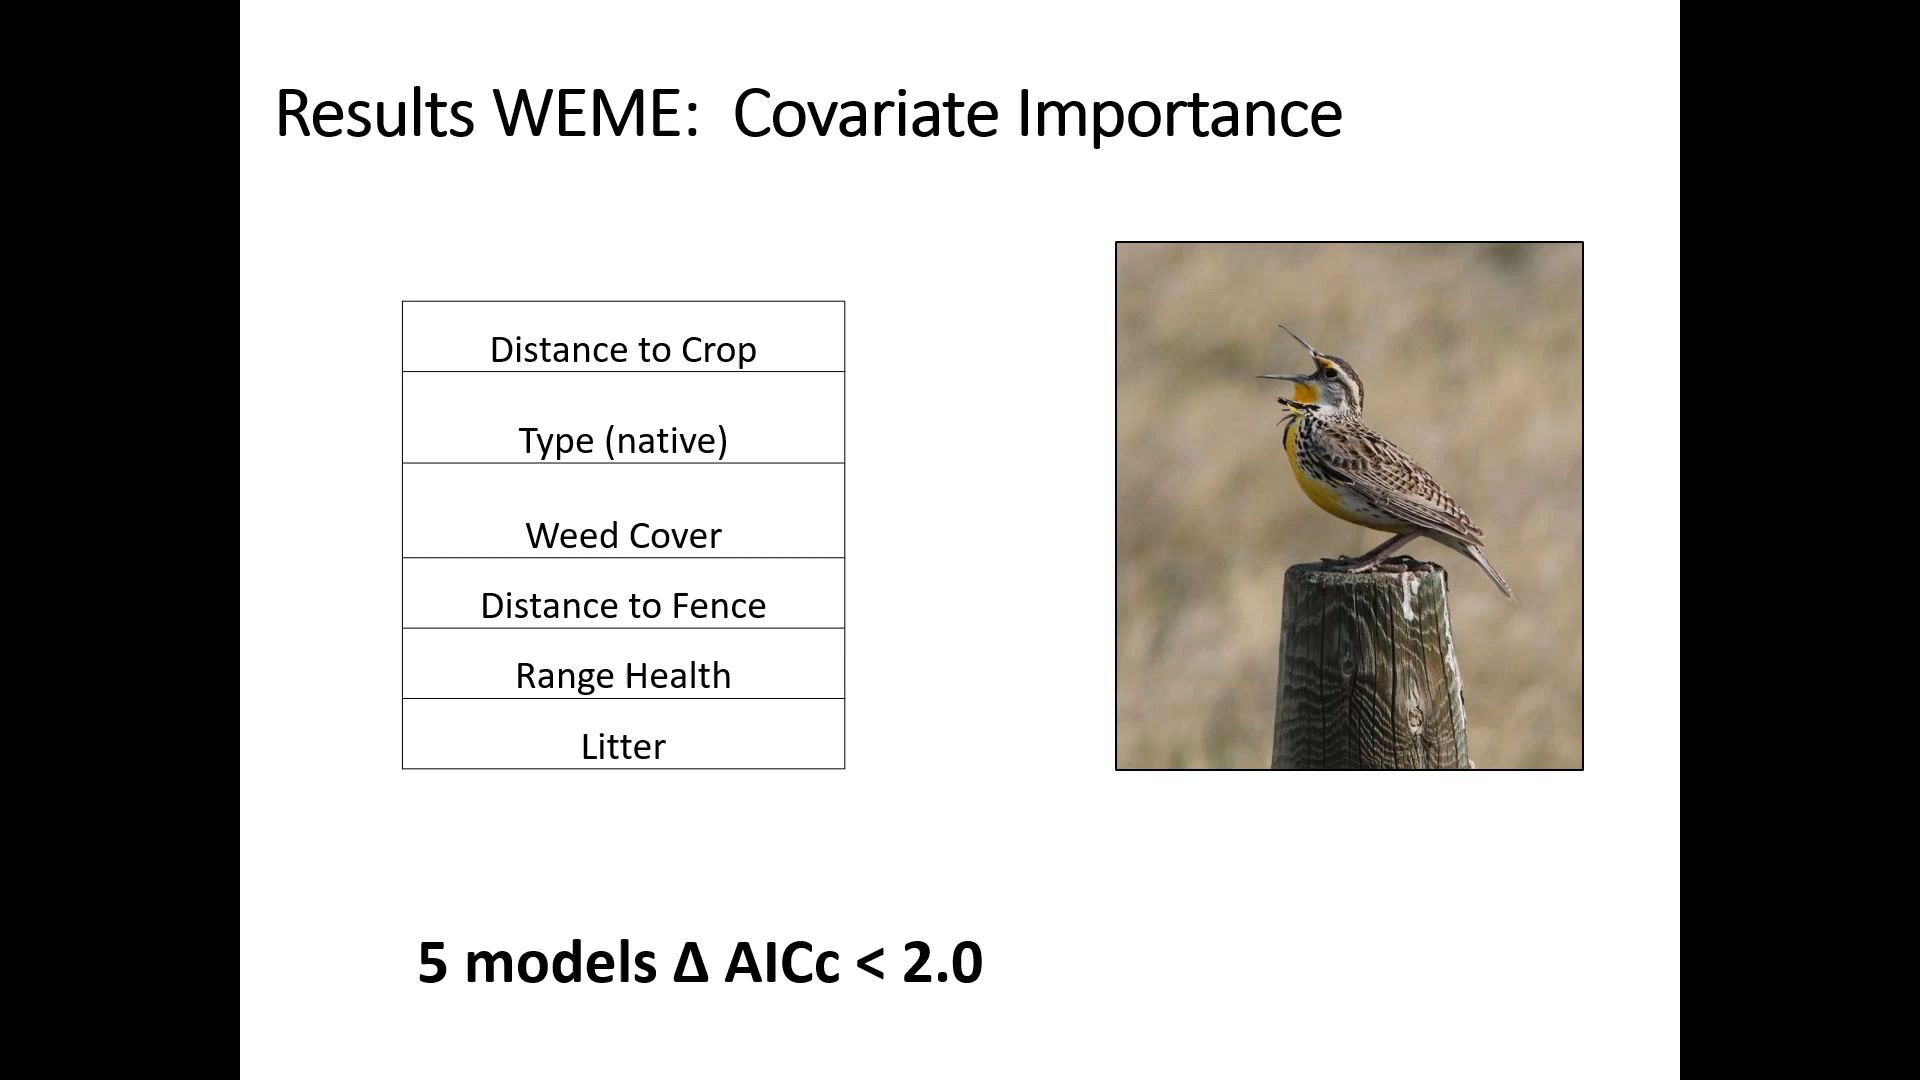 Results WEME:  Covariate Importance
Distance to Crop
Type (native)
Weed Cover
Distance to Fence
Range Health
Litter
5 models Δ AICc < 2.0